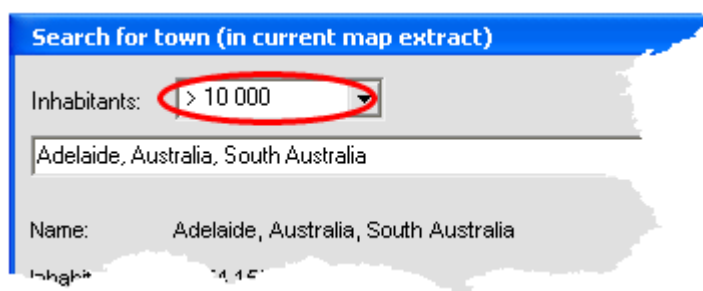 Search for town (in current map extract)
Inhabitants: > 10 000
Adelaide, Australia, South Australia
Name: Adelaide, Australia, South Australia